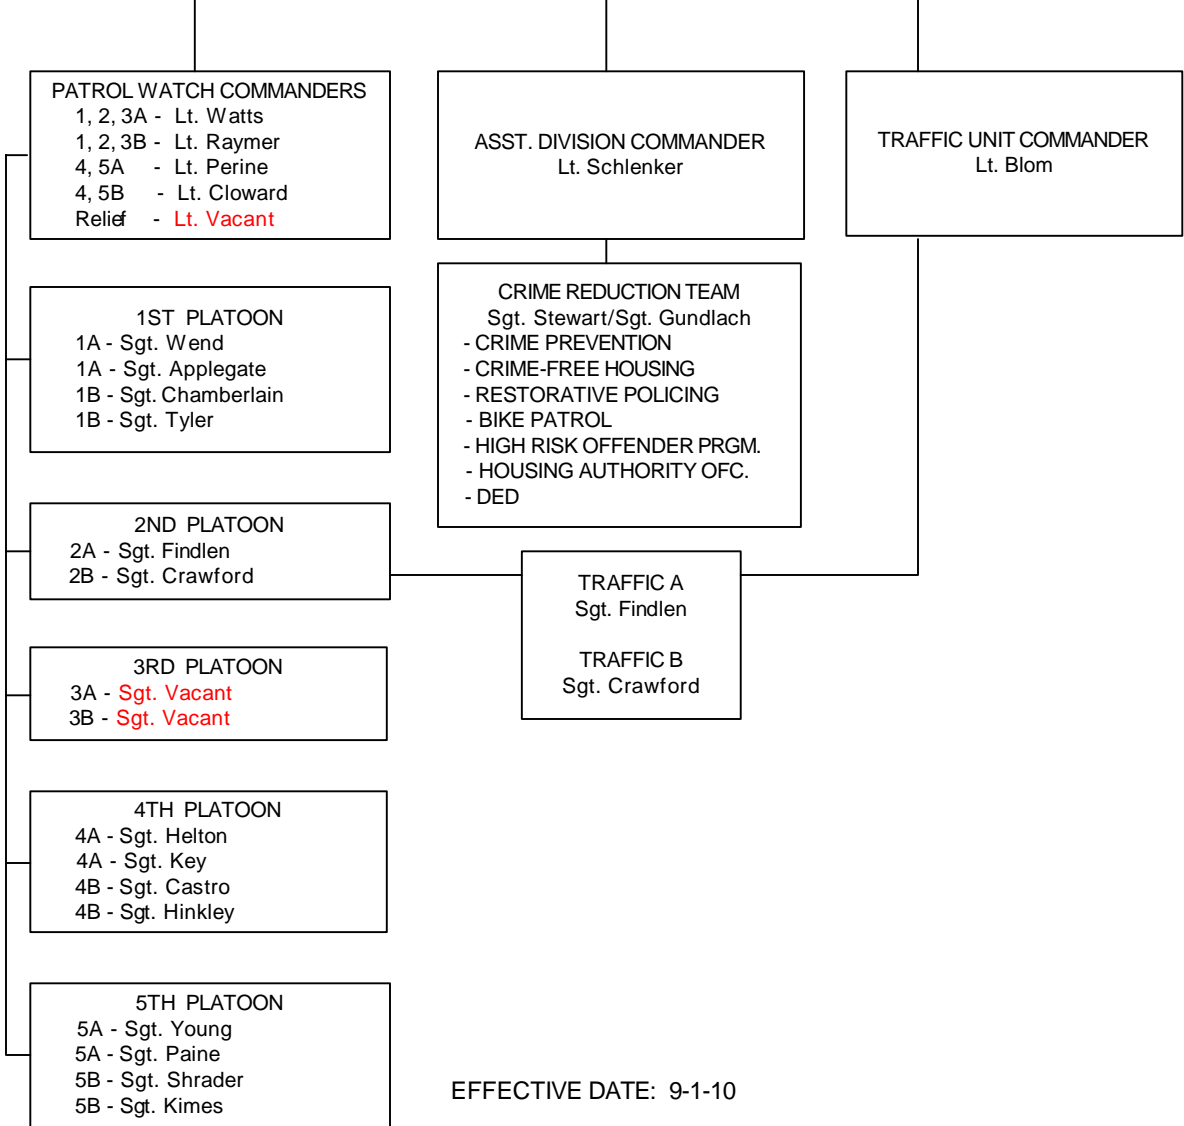 PATROL WATCH COMMANDERS
1, 2, 3A - Lt. Watts
1, 2, 3B - Lt. Raymer
4, 5A - Lt. Perine
4, 5B - Lt. Cloward
Relief - Lt. Vacant
ASST. DIVISION COMMANDER
Lt. Schlenker
TRAFFIC UNIT COMMANDER
Lt. Blom
1ST PLATOON
1A - Sgt. Wend
1A - Sgt. Applegate
1B - Sgt. Chamberlain
1B - Sgt. Tyler
CRIME REDUCTION TEAM
Sgt. Stewart/Sgt. Gundlach
- CRIME PREVENTION
- CRIME-FREE HOUSING
- RESTORATIVE POLICING
- BIKE PATROL
- HIGH RISK OFFENDER PRGM.
- HOUSING AUTHORITY OFC.
- DED
2ND PLATOON
2A - Sgt. Findlen
2B - Sgt. Crawford
TRAFFIC A
Sgt. Findlen
TRAFFIC B
Sgt. Crawford
3RD PLATOON
3A - Sgt. Vacant
3B - Sgt. Vacant
4TH PLATOON
4A - Sgt. Helton
4A - Sgt. Key
4B - Sgt. Castro
4B - Sgt. Hinkley
5TH PLATOON
5A - Sgt. Young
5A - Sgt. Paine
5B - Sgt. Shrader
5B - Sgt. Kimes
EFFECTIVE DATE: 9-1-10